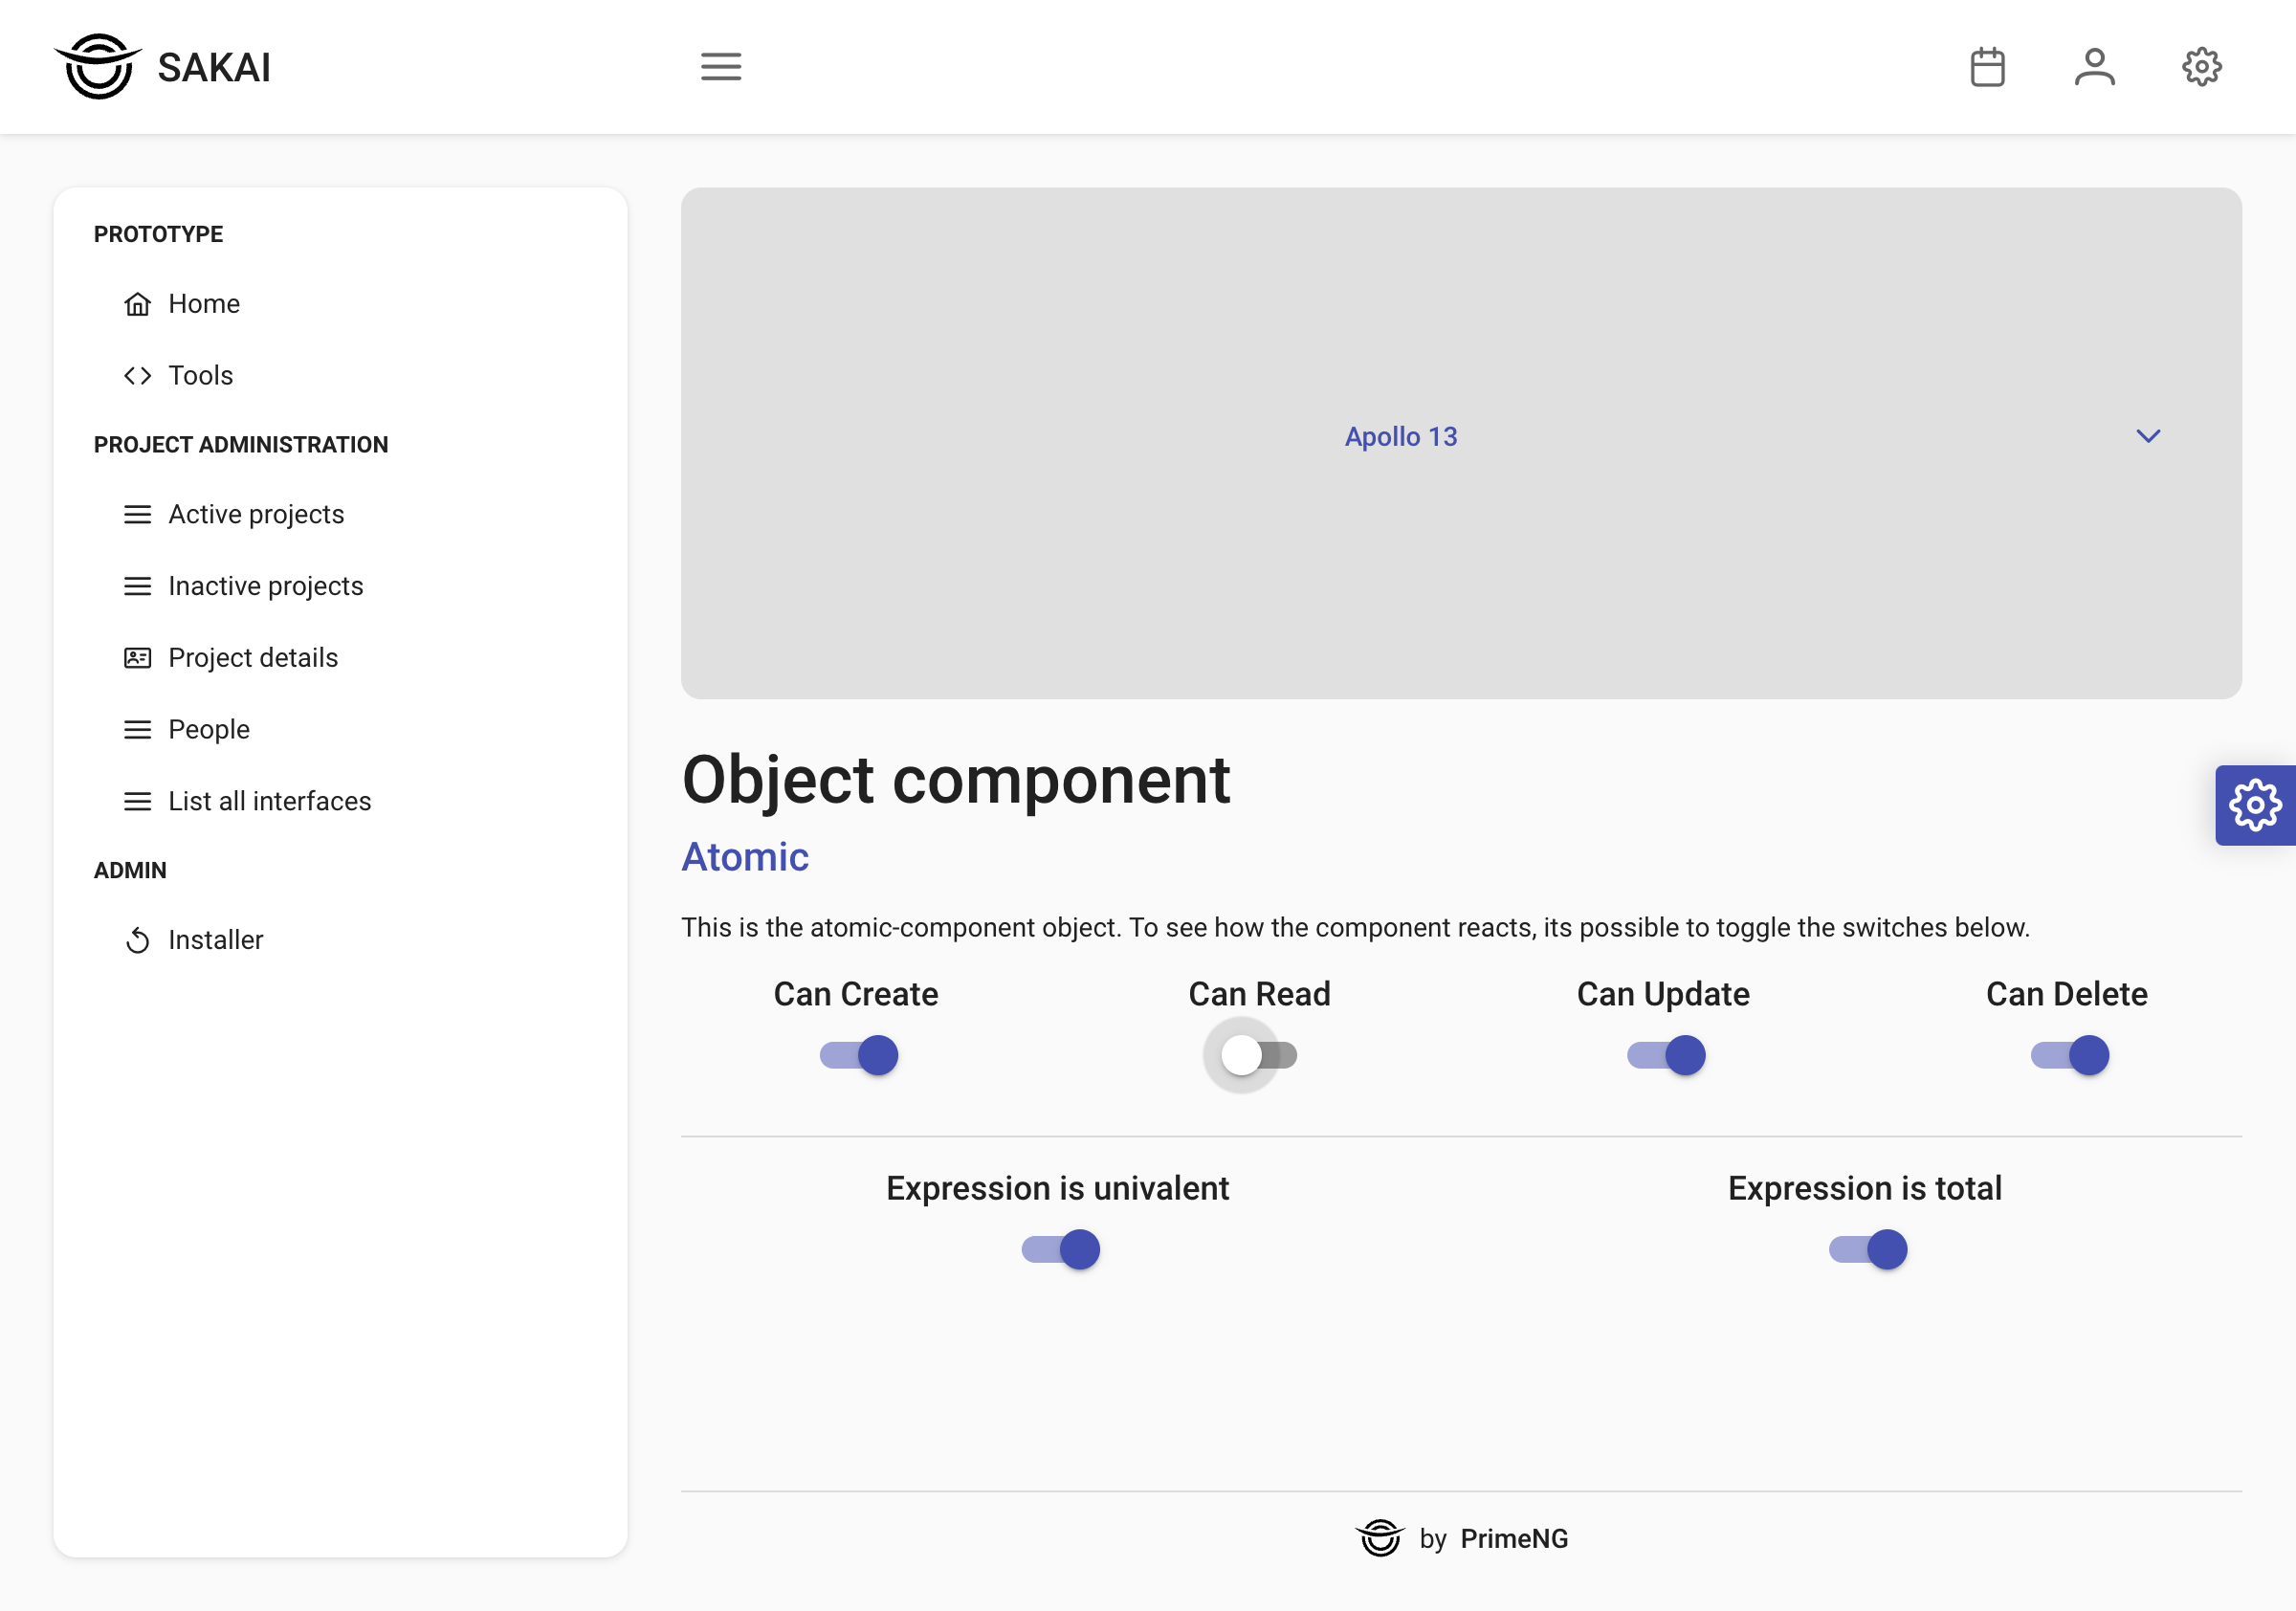 SAKAI
PROTOTYPE
Home
Tools
PROJECT ADMINISTRATION
Active projects
Inactive projects
Project details
People
List all interfaces
ADMIN
Installer
Apollo 13
Object component
Atomic
This is the atomic-component object. To see how the component reacts, its possible to toggle the switches below.
Can Create Can Read Can Update Can Delete
Expression is univalent Expression is total
by PrimeNG